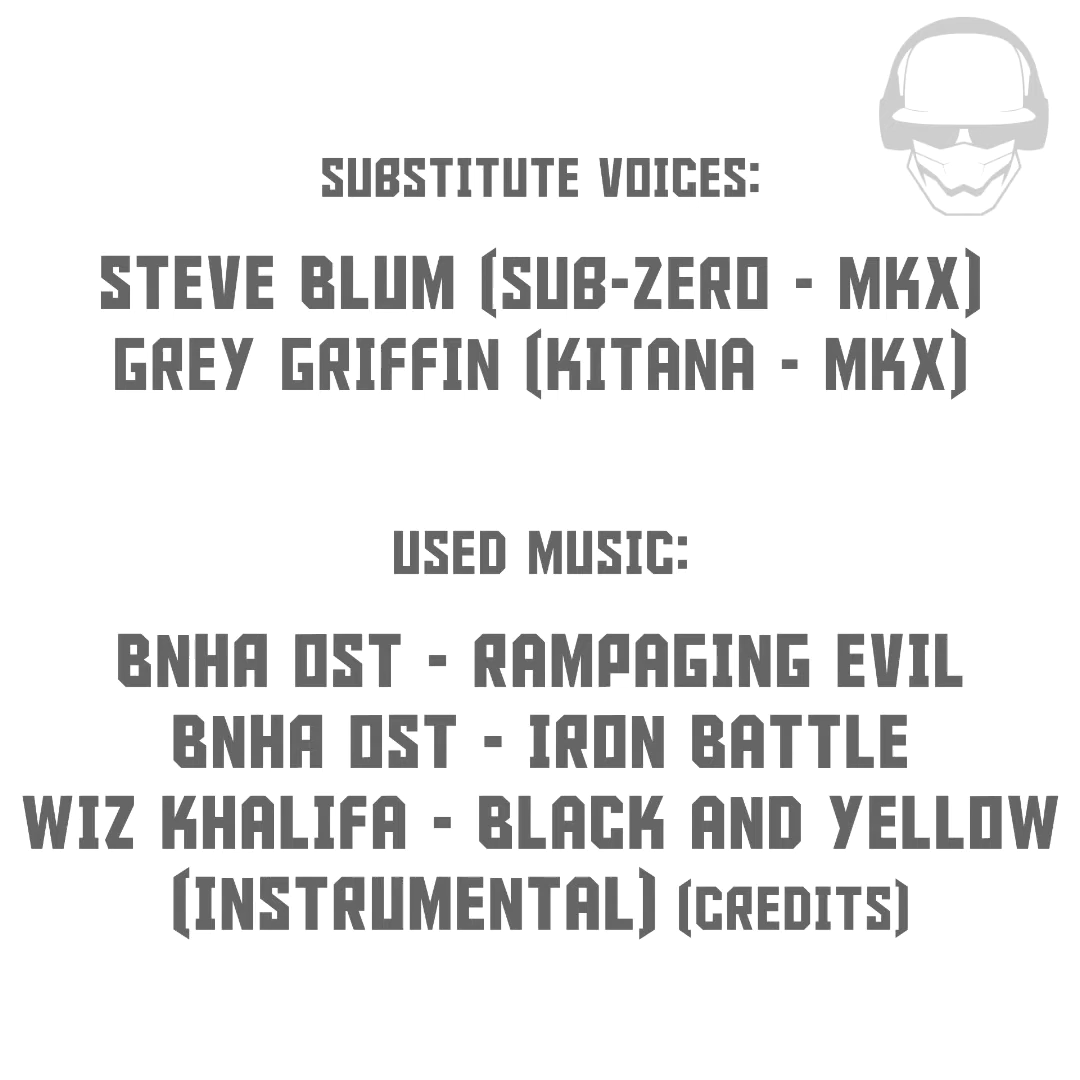 SUBSTITUTE VOICES:
STEVE BLUM (SUB-ZERO - MKX)
GREY GRIFFIN (KITANA - MKX)
USED MUSIC:
BNHA OST - RAMPAGING EVIL
BNHA OST - IRON BATTLE
WIZ KHALIFA - BLACK AND YELLOW
(INSTRUMENTAL) (CREDITS)